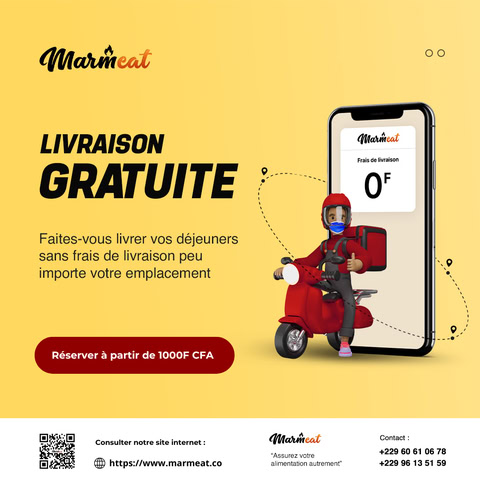 Marmeat
LIVRAISON
GRATUITE
Faites-vous livrer vos déjeuners
sans frais de livraison peu
importe votre emplacement
Réserver à partir de 1000F CFA
Marmeat
Frais de livraison
0F
Consulter notre site internet :
https://www.marmeat.co
Marmeat
"Assurez votre
alimentation autrement"
Contact :
+229 60 61 06 78
+229 96 13 51 59